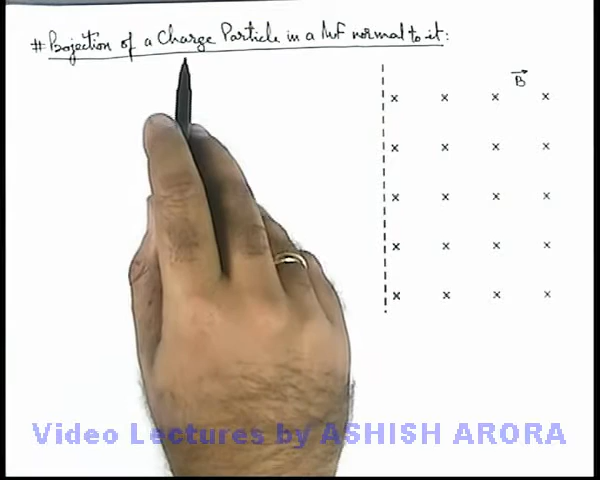 # Projection of a Charge Particle in a MF normal to it:
B
x x x x
x x x x
x x x x
x x x x
x x x x
Video Lectures by ASHISH ARORA